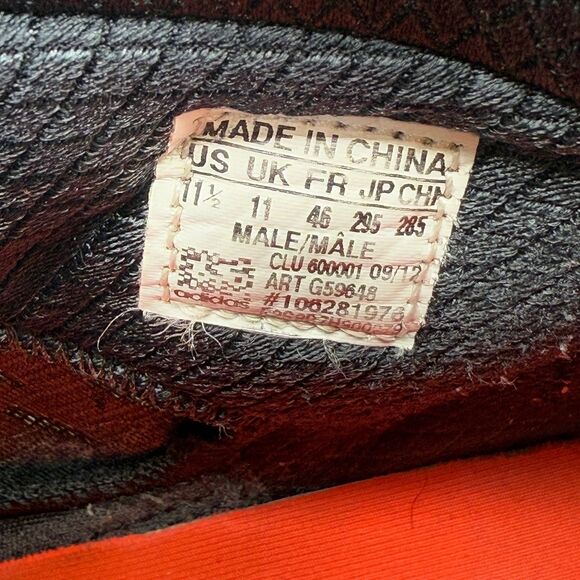 MADE IN CHINA
US UK FR JP CHN
11½ 11 46 295 285
MALE/MÂLE
CLU 600001 09/12
ART G59648
adidas #106281976